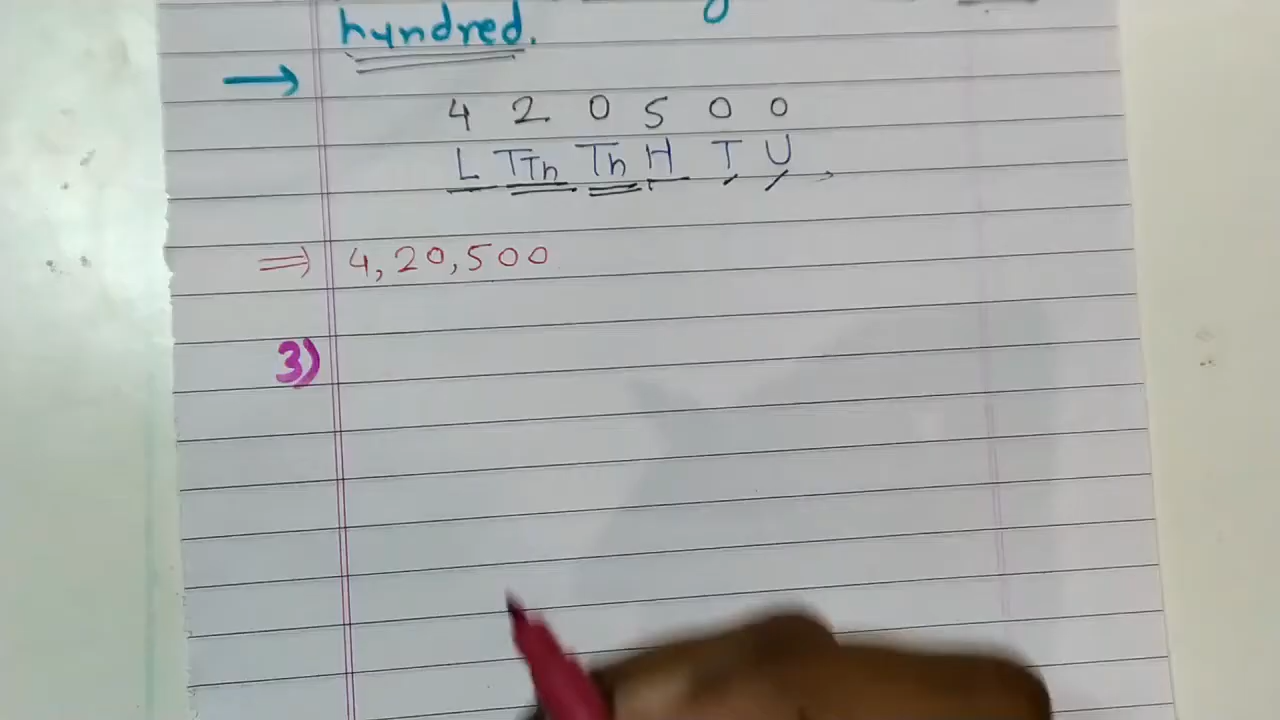 hundred.
→
4 2 0 5 0 0
L TTh Th H T U
⇒ 4,20,500
3)